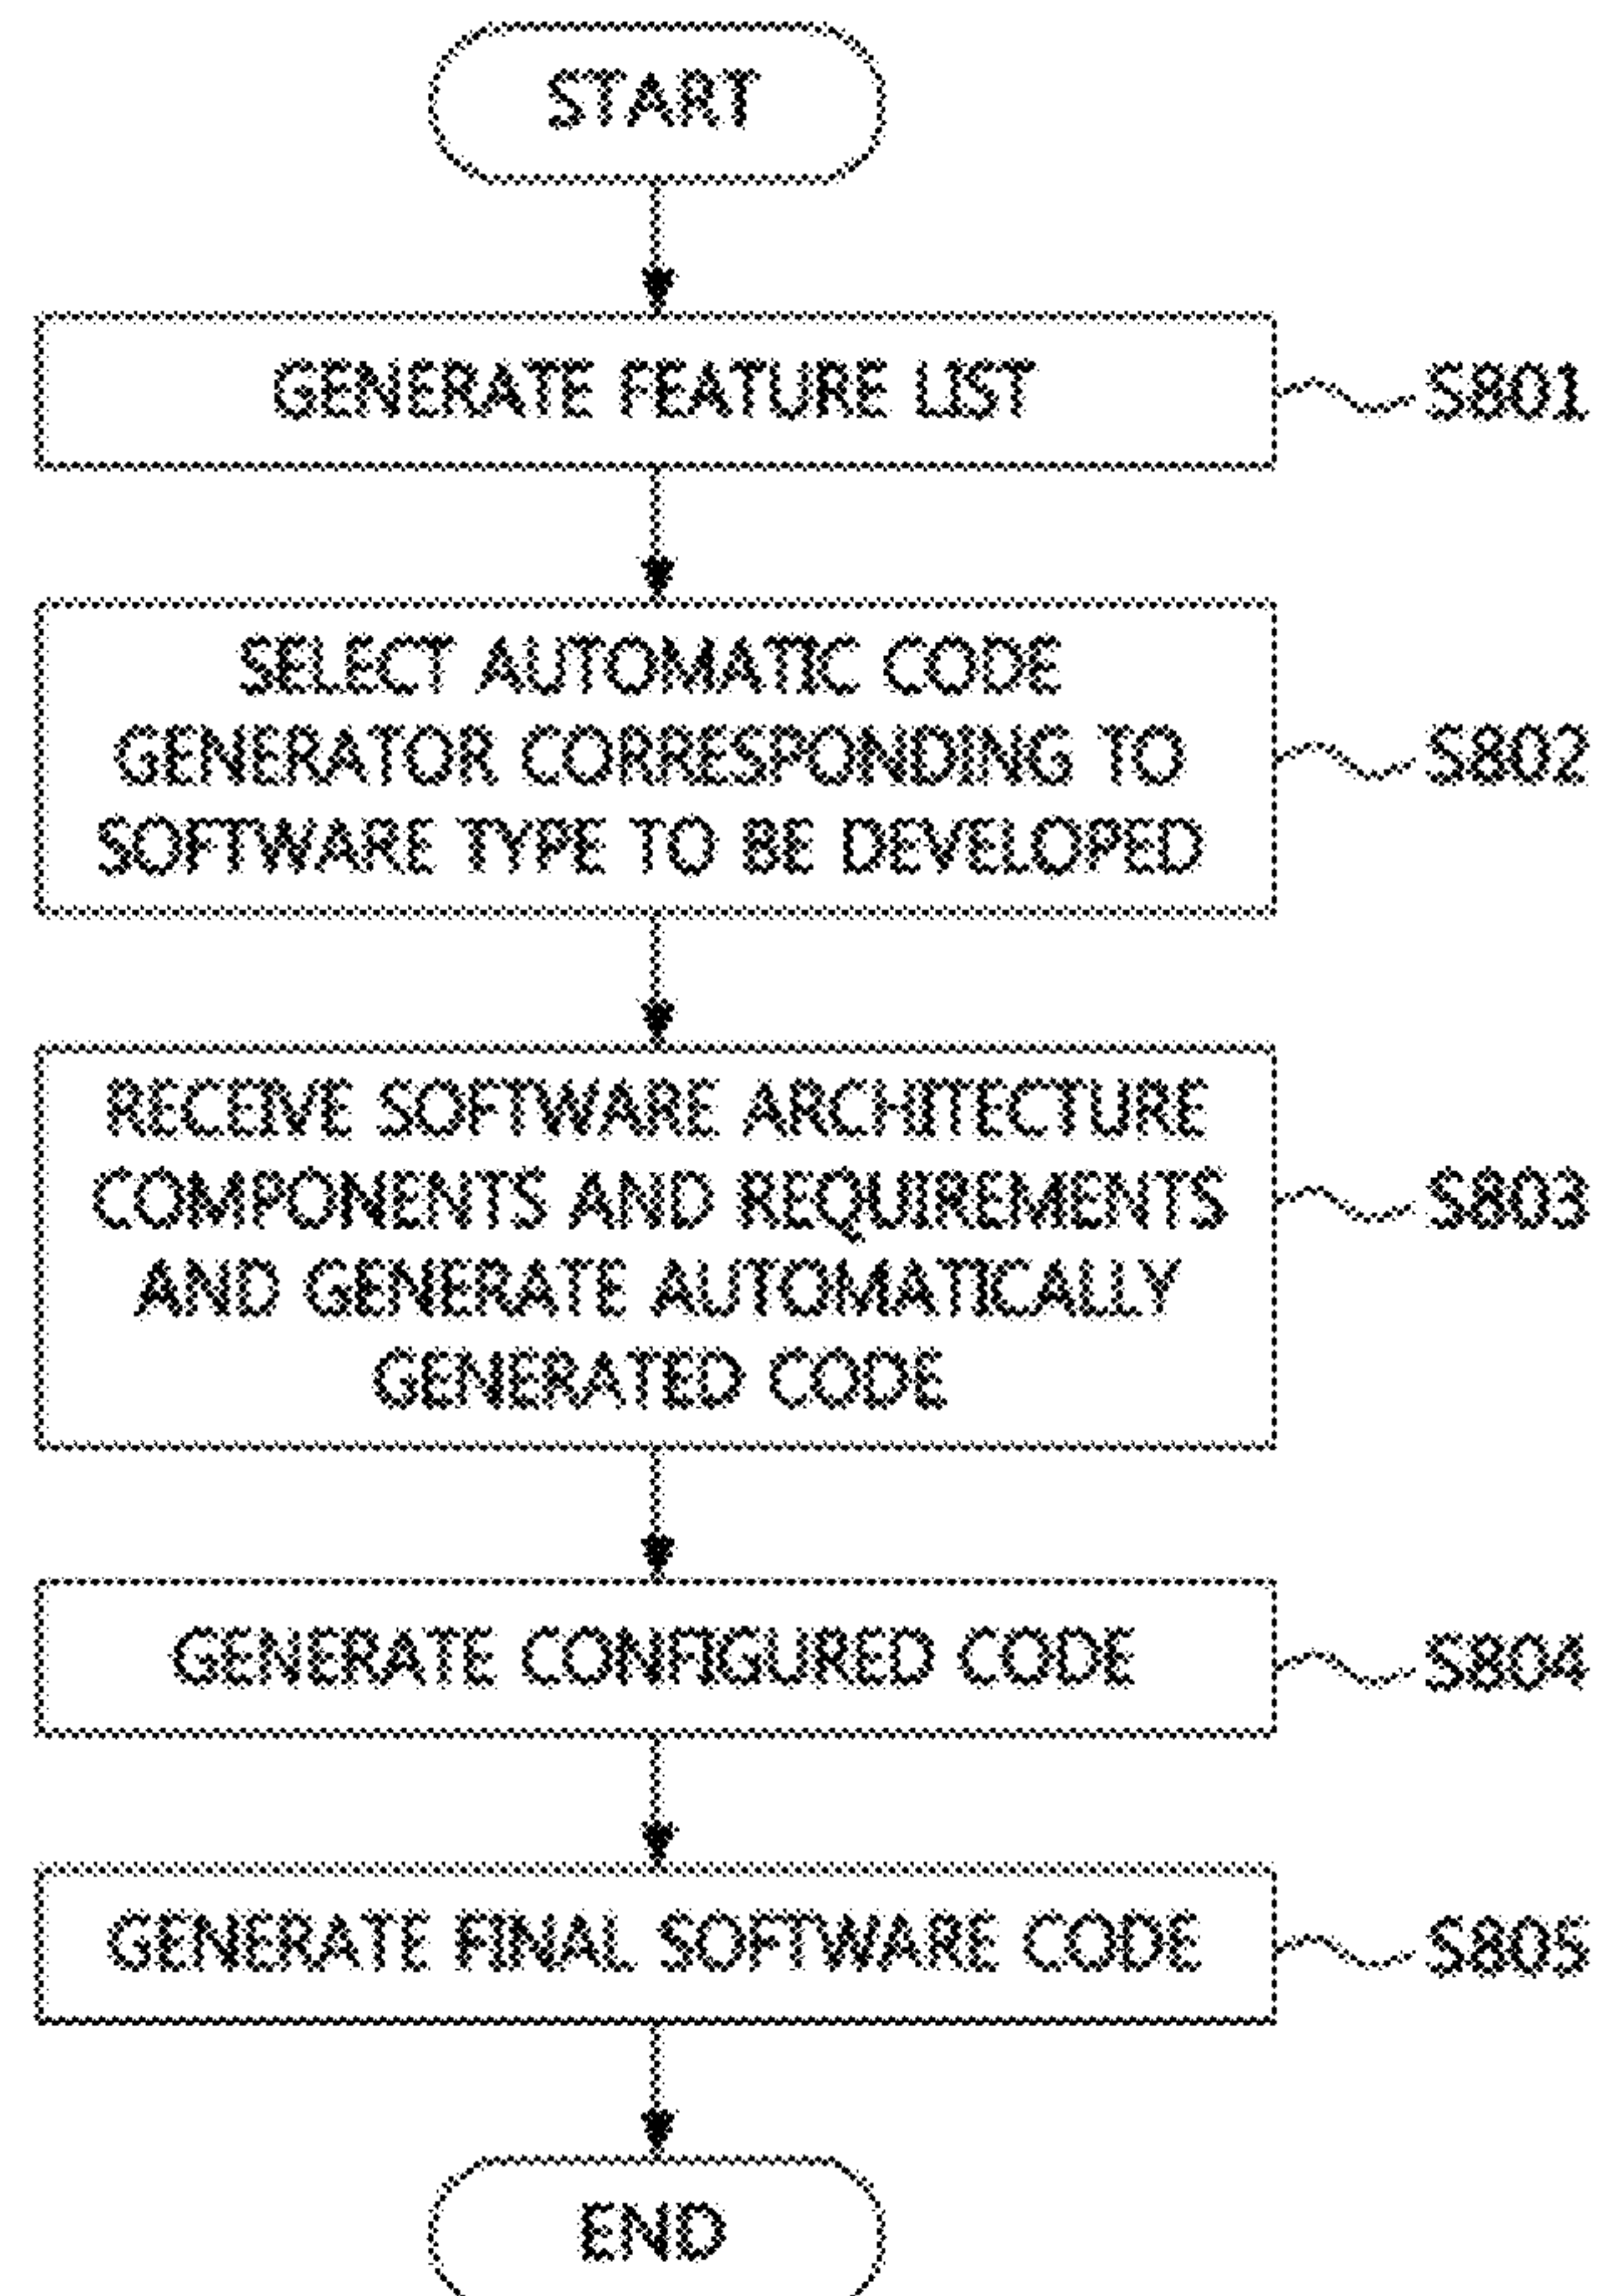 START
GENERATE FEATURE LIST
S801
SELECT AUTOMATIC CODE
GENERATOR CORRESPONDING TO
SOFTWARE TYPE TO BE DEVELOPED
S802
RECEIVE SOFTWARE ARCHITECTURE
COMPONENTS AND REQUIREMENTS
AND GENERATE AUTOMATICALLY
GENERATED CODE
S803
GENERATE CONFIGURED CODE
S804
GENERATE FINAL SOFTWARE CODE
S805
END